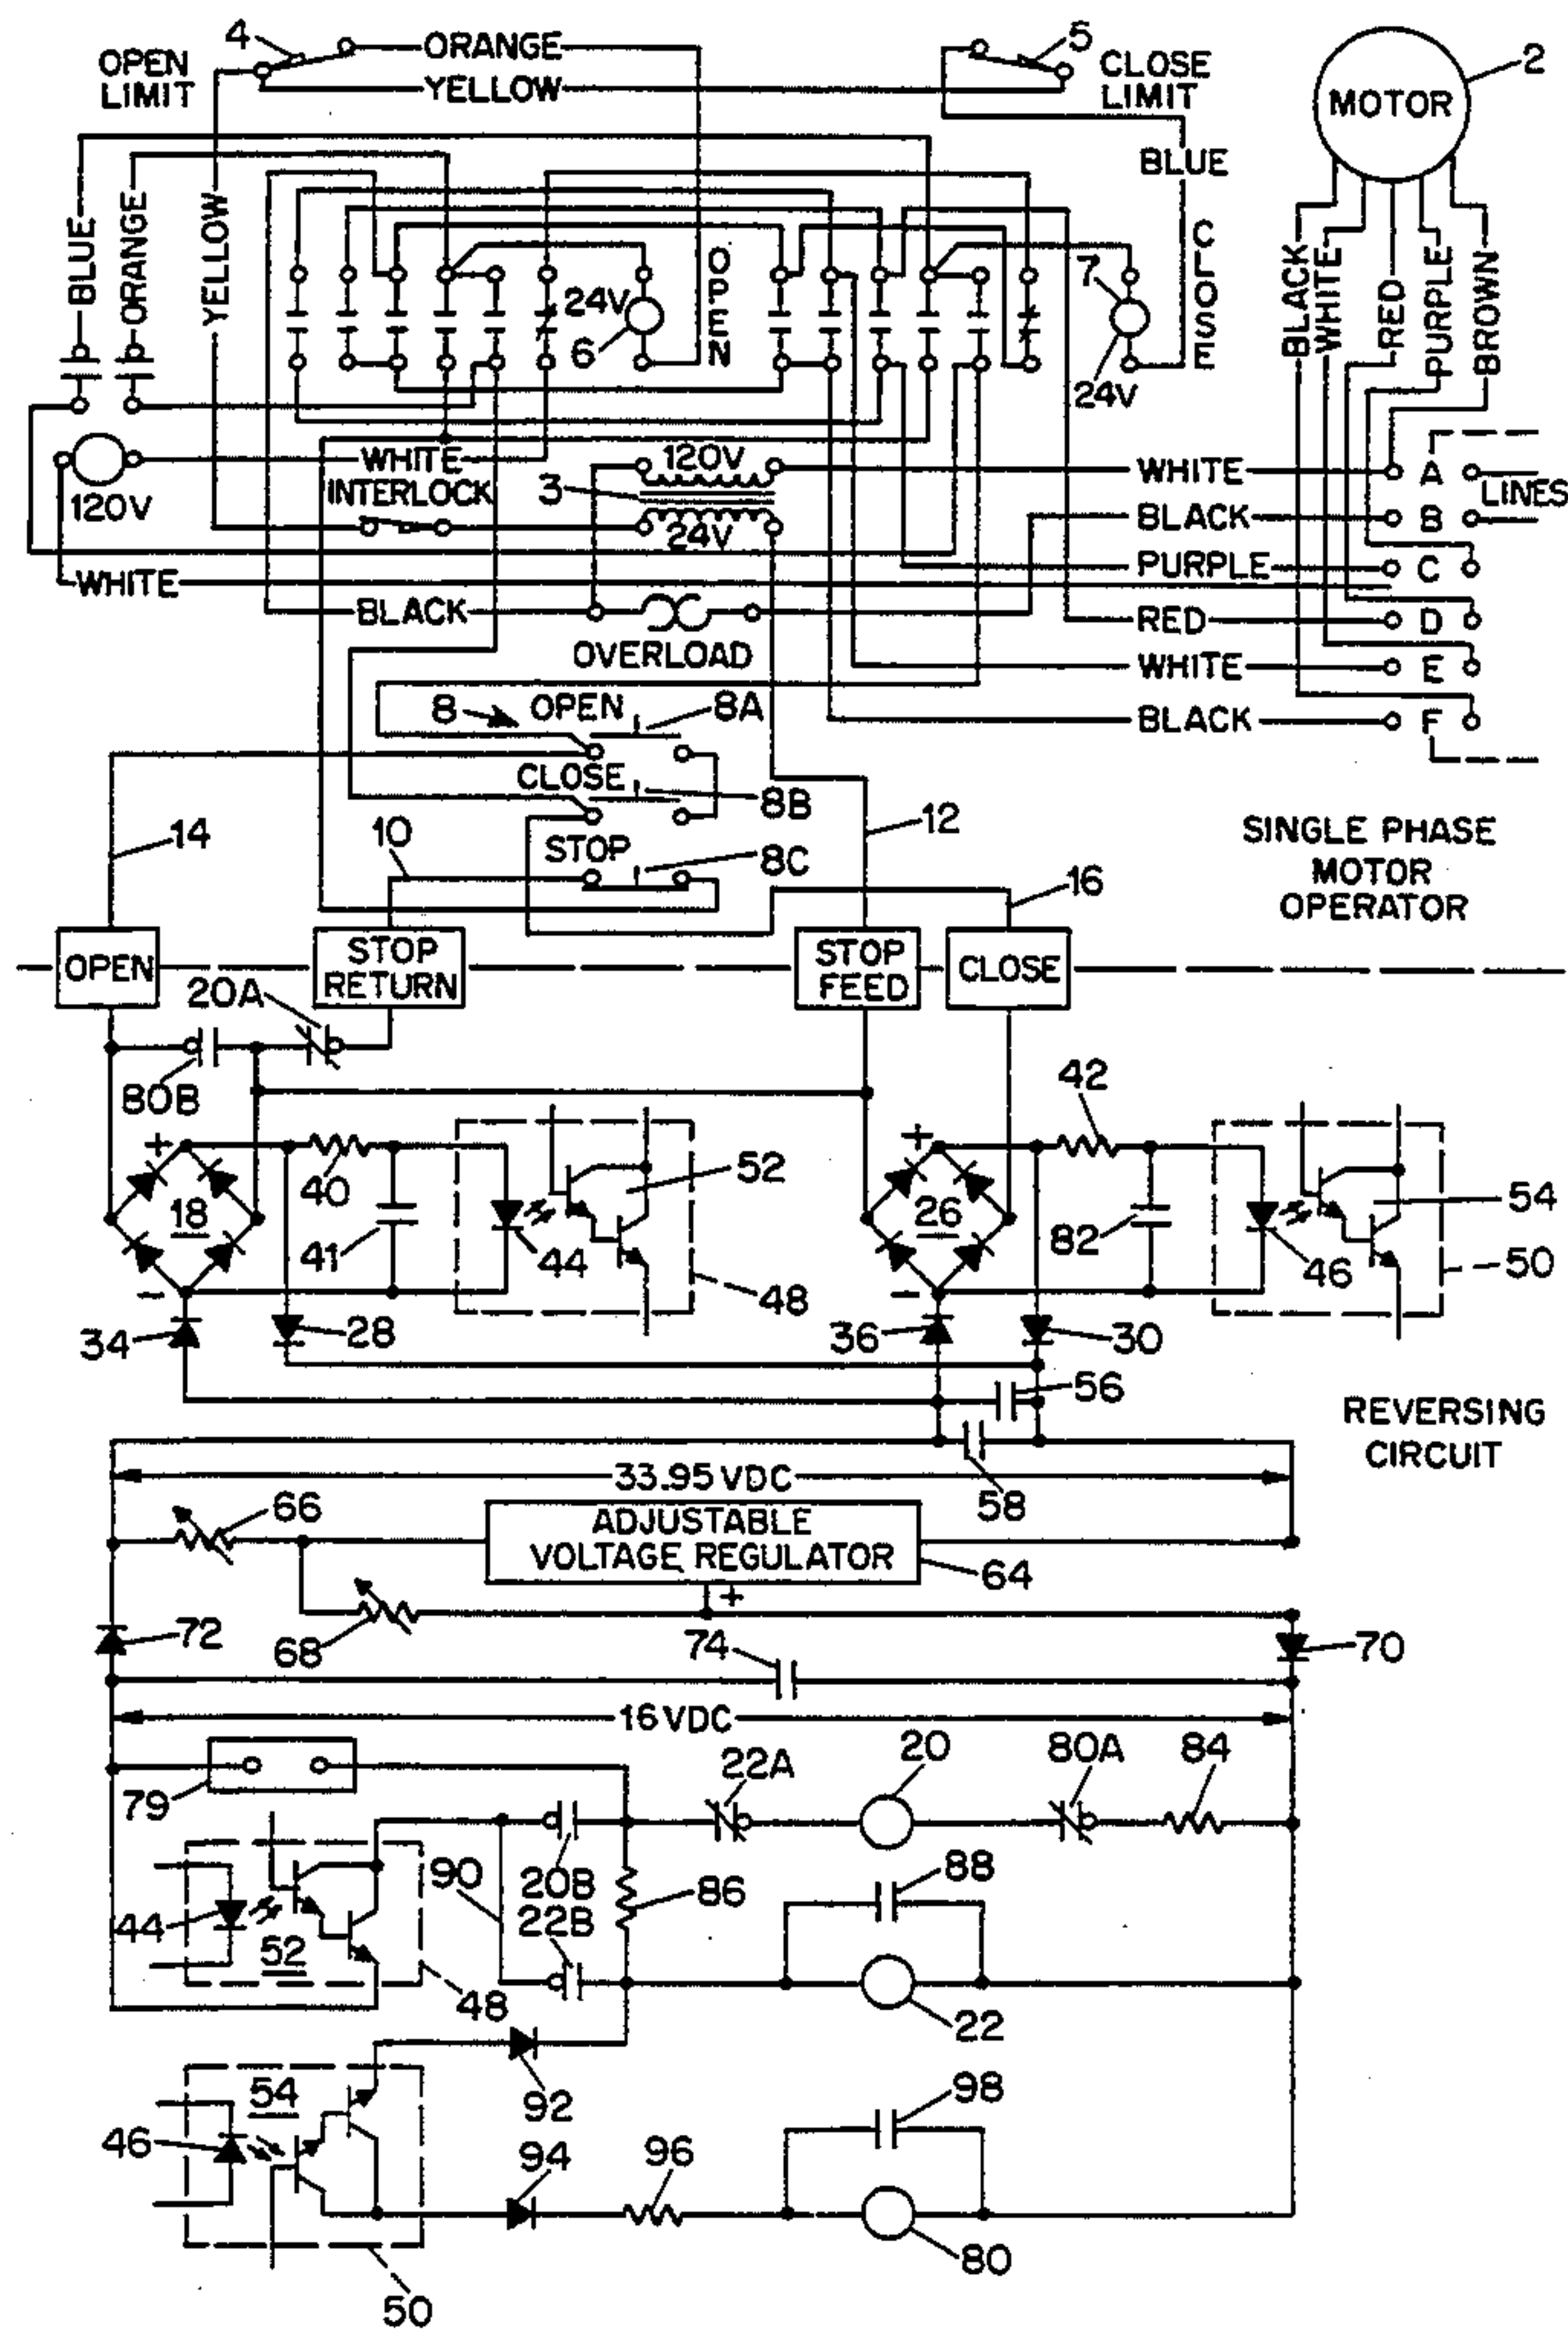 4
ORANGE
5
OPEN
LIMIT
YELLOW
CLOSE
LIMIT
2
MOTOR
BLUE
BLUE
ORANGE
YELLOW
OPEN
CLOSE
24V
6
7
24V
BLACK
WHITE
RED
PURPLE
BROWN
WHITE
120V
INTERLOCK
3
120V
24V
WHITE
A
LINES
BLACK
B
PURPLE
C
WHITE
BLACK
RED
D
OVERLOAD
WHITE
E
8
OPEN
8A
BLACK
F
CLOSE
8B
14
10
STOP
8C
12
16
SINGLE PHASE
MOTOR
OPERATOR
OPEN
STOP
RETURN
STOP
FEED
CLOSE
20A
80B
42
+
40
52
+
54
18
41
44
26
82
46
50
-
48
-
34
28
36
30
56
REVERSING
CIRCUIT
33.95 VDC
58
66
ADJUSTABLE
VOLTAGE REGULATOR
64
+
72
68
74
70
16 VDC
79
22A
20
80A
84
90
20B
22B
86
88
44
52
48
22
54
92
98
46
94
96
80
50